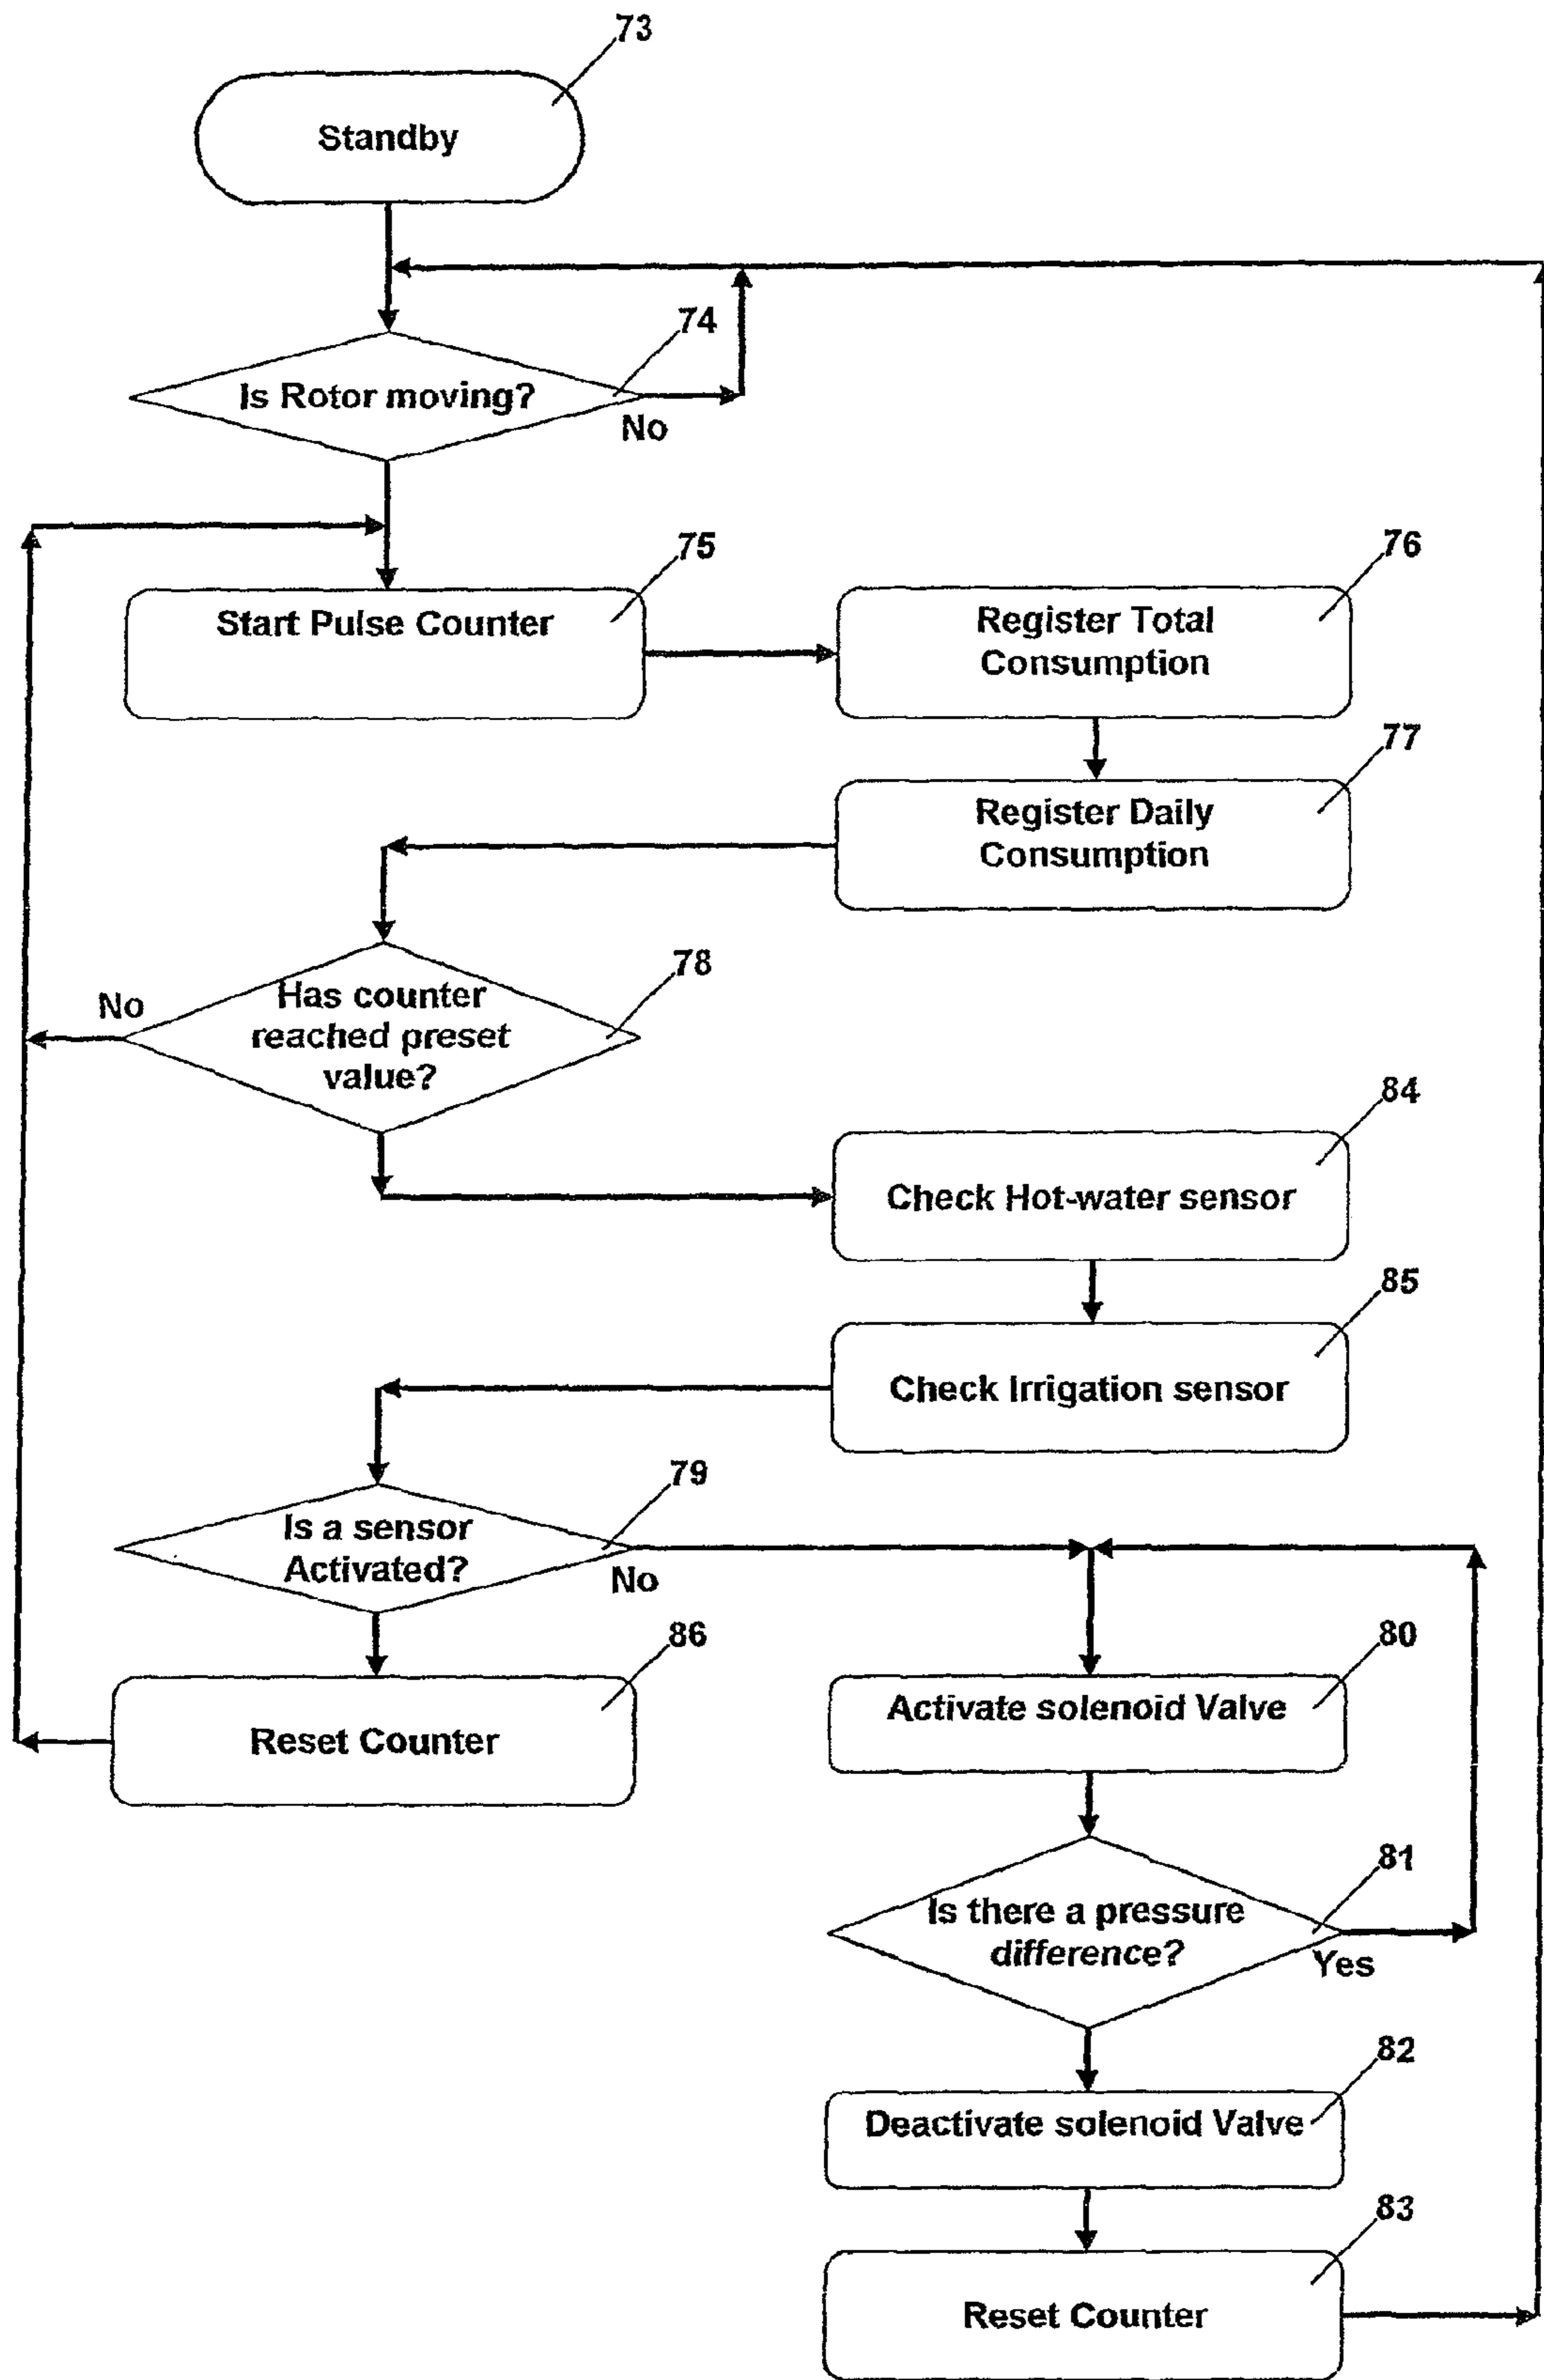 73
Standby
74
Is Rotor moving?
No
75
Start Pulse Counter
76
Register Total
Consumption
77
Register Daily
Consumption
78
No
Has counter
reached preset
value?
84
Check Hot-water sensor
85
Check Irrigation sensor
79
Is a sensor
Activated?
No
86
Reset Counter
80
Activate solenoid Valve
81
Is there a pressure
difference?
Yes
82
Deactivate solenoid Valve
83
Reset Counter